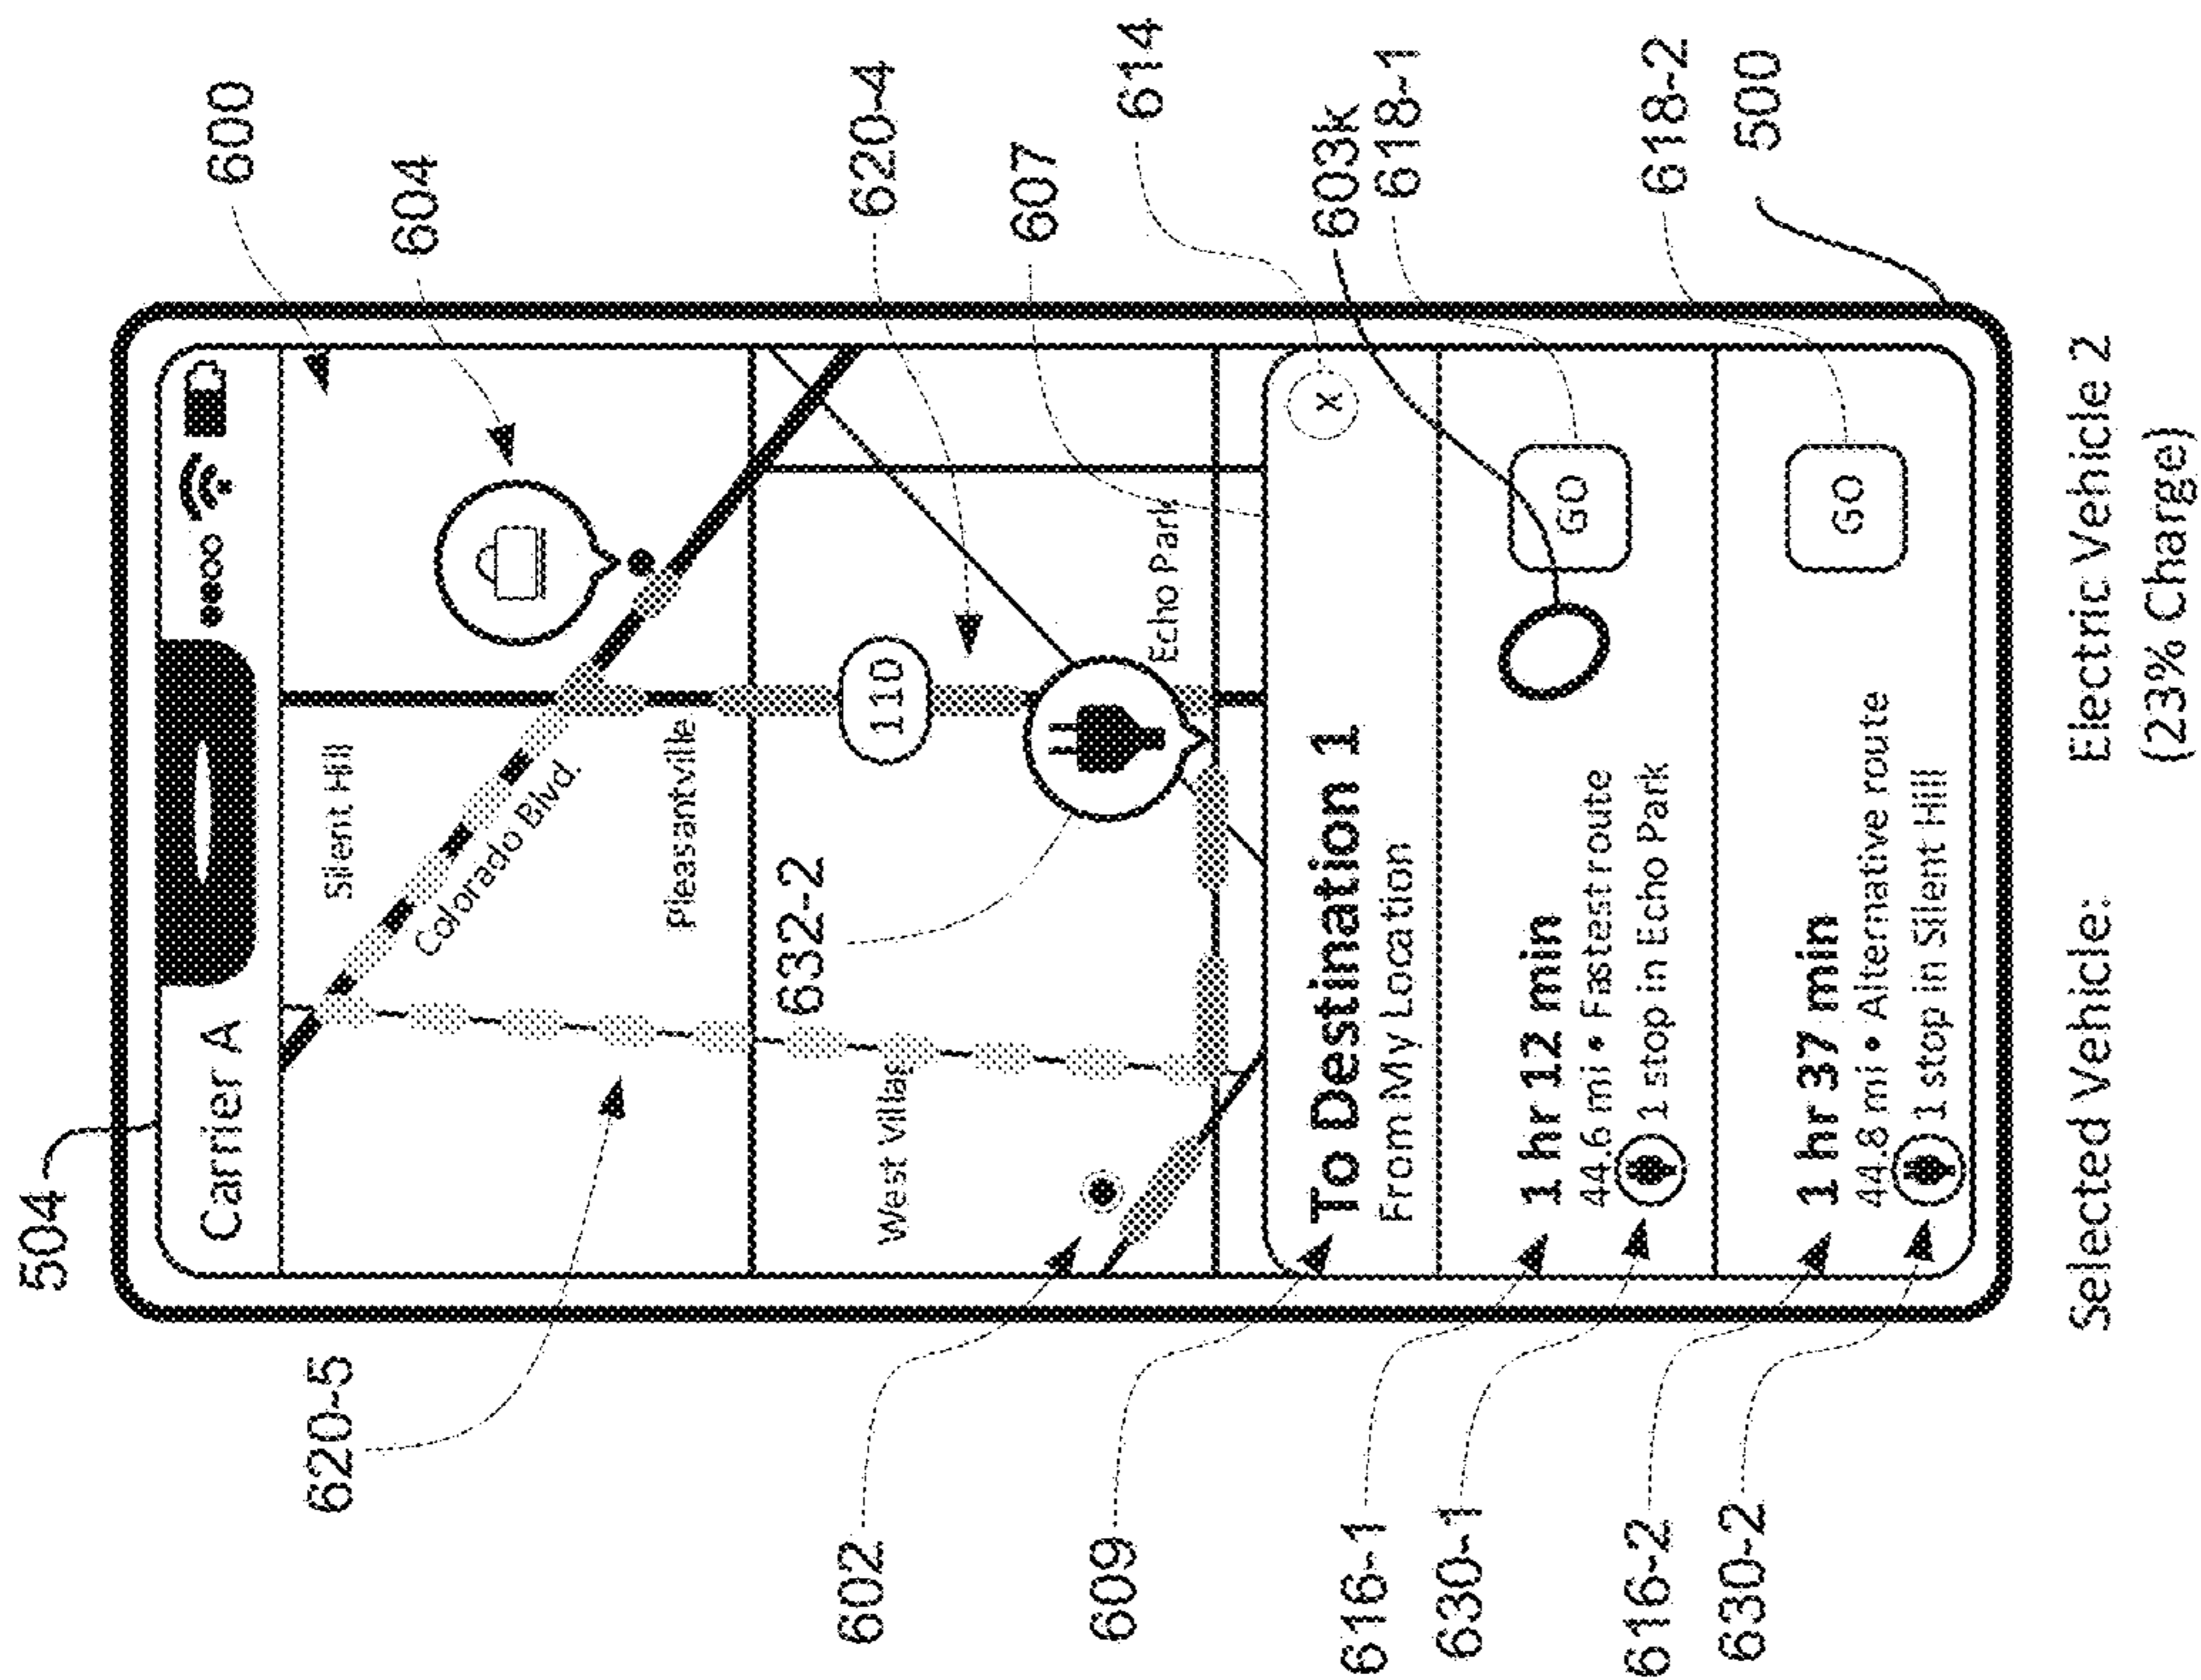 504
Carrier A
600
604
620-5
Silent Hill
Colorado Blvd.
Pleasantville
620-4
West Village
110
632-2
602
Echo Park
607
614
609
To Destination 1
X
From My Location
603k
616-1
1 hr 12 min
GO
618-1
44.6 mi • Fastest route
630-1
1 stop in Echo Park
616-2
1 hr 37 min
GO
618-2
44.8 mi • Alternative route
630-2
1 stop in Silent Hill
500
Selected Vehicle: Electric Vehicle 2
(23% Charge)